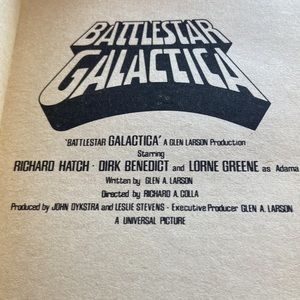 BATTLESTAR
GALACTICA
'BATTLESTAR GALACTICA' A GLEN LARSON Production
Starring
RICHARD HATCH · DIRK BENEDICT and LORNE GREENE as Adama
Written by GLEN A. LARSON
Directed by RICHARD A. COLLA
Produced by JOHN DYKSTRA and LESLIE STEVENS · Executive Producer GLEN A. LARSON
A UNIVERSAL PICTURE